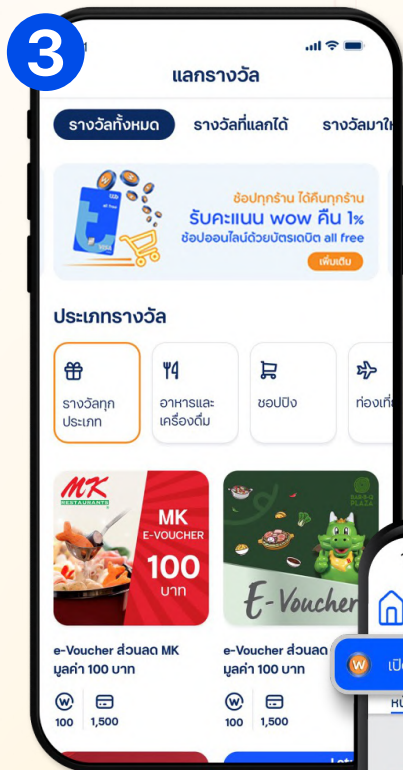 3
แลกรางวัล
รางวัลทั้งหมด รางวัลที่แลกได้
ช้อปทุกร้าน ได้คืนทุกร้าน
รับคะแนน wow คืน 1%
ช้อปออนไลน์ด้วยบัตรเดบิต all free
เพิ่มเติม
ประเภทรางวัล
รางวัลทุก
ประเภท
อาหารและ
เครื่องดื่ม
ชอปปิง
MK
RESTAURANTS
MK
E-VOUCHER
100
บาท
BAR B Q
PLAZA
E-Voucher
e-Voucher ส่วนลด MK
มูลค่า 100 บาท
100 1,500
e-Voucher ส่วนลด
มูลค่า 100 บาท
100 1,500